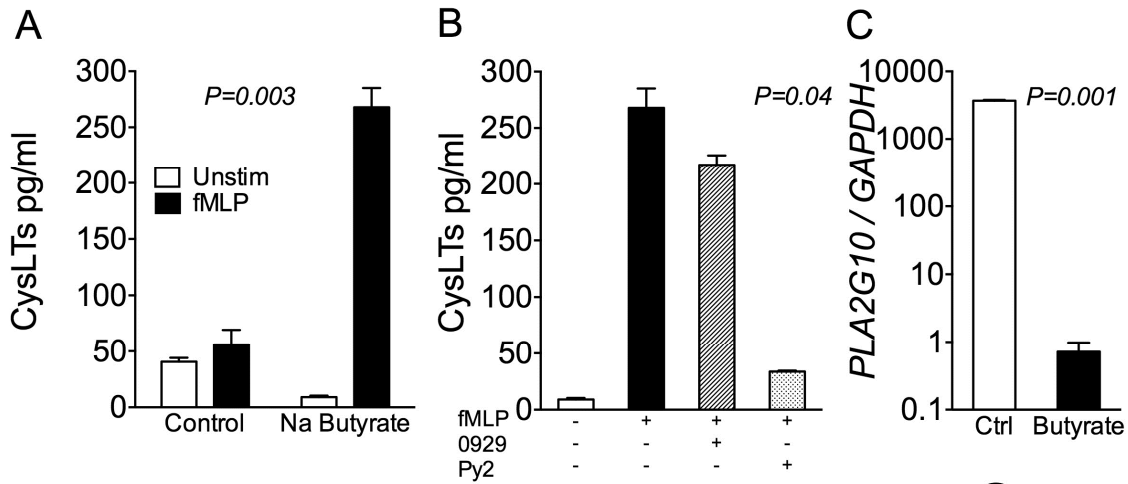 A
CysLTs pg/ml
300
250
200
150
100
50
0
P=0.003
Unstim
fMLP
Control Na Butyrate
B
CysLTs pg/ml
300
250
200
150
100
50
0
P=0.04
fMLP - + + +
0929 - - + -
Py2 - - - +
C
PLA2G10 / GAPDH
10000
1000
100
10
1
0.1
P=0.001
Ctrl Butyrate